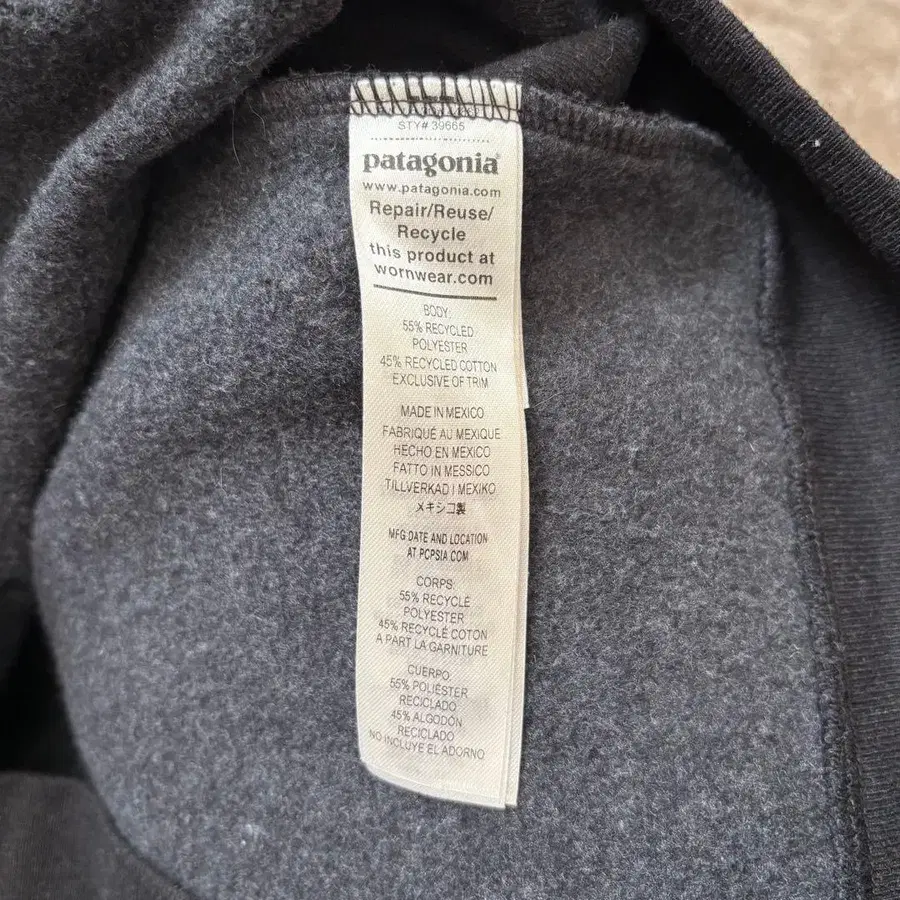 STY# 39665
patagonia®
www.patagonia.com
Repair/Reuse/
Recycle
this product at
wornwear.com
BODY:
55% RECYCLED
POLYESTER
45% RECYCLED COTTON
EXCLUSIVE OF TRIM
MADE IN MEXICO
FABRIQUÉ AU MEXIQUE
HECHO EN MÉXICO
FATTO IN MESSICO
TILLVERKAD I MEXIKO
メキシコ製
MFG DATE AND LOCATION
AT PCPSIA.COM
CORPS:
55% RECYCLÉ
POLYESTER
45% RECYCLÉ COTON
A PART LA GARNITURE
CUERPO:
55% POLIÉSTER
RECICLADO
45% ALGODÓN
RECICLADO
NO INCLUYE EL ADORNO